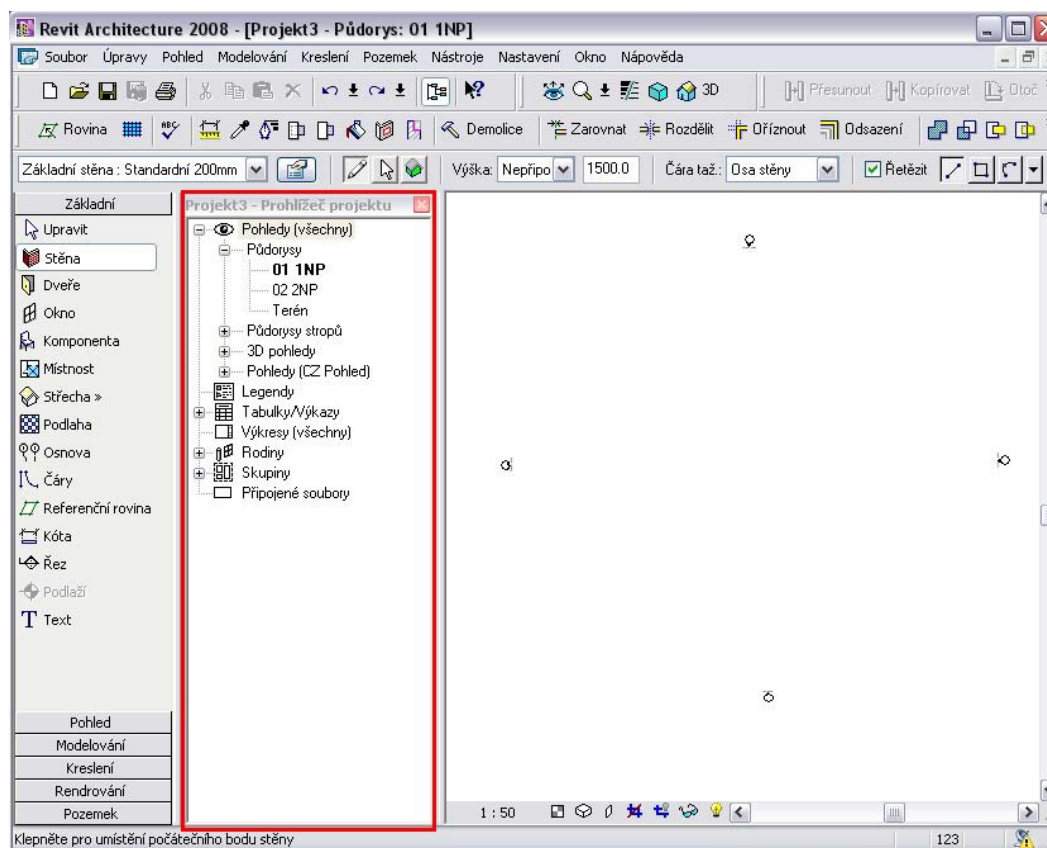 Revit Architecture 2008 - [Projekt3 - Půdorys: 01 1NP]
Soubor Úpravy Pohled Modelování Kreslení Pozemek Nástroje Nastavení Okno Nápověda
3D Přesunout Kopírovat Otoč
Rovina ABC Demolice Zarovnat Rozdělit Oříznout Odsazení
Základní stěna : Standardní 200mm Výška: Nepřipo 1500.0 Čára taž.: Osa stěny Řetězit
Základní
Upravit
Stěna
Dveře
Okno
Komponenta
Místnost
Střecha »
Podlaha
Osnova
Čáry
Referenční rovina
Kóta
Řez
Podlaží
T Text
Pohled
Modelování
Kreslení
Rendrování
Pozemek
Projekt3 - Prohlížeč projektu
Pohledy (všechny)
Půdorysy
01 1NP
02 2NP
Terén
Půdorysy stropů
3D pohledy
Pohledy (CZ Pohled)
Legendy
Tabulky/Výkazy
Výkresy (všechny)
Rodiny
Skupiny
Připojené soubory
1 : 50
Klepněte pro umístění počátečního bodu stěny
123